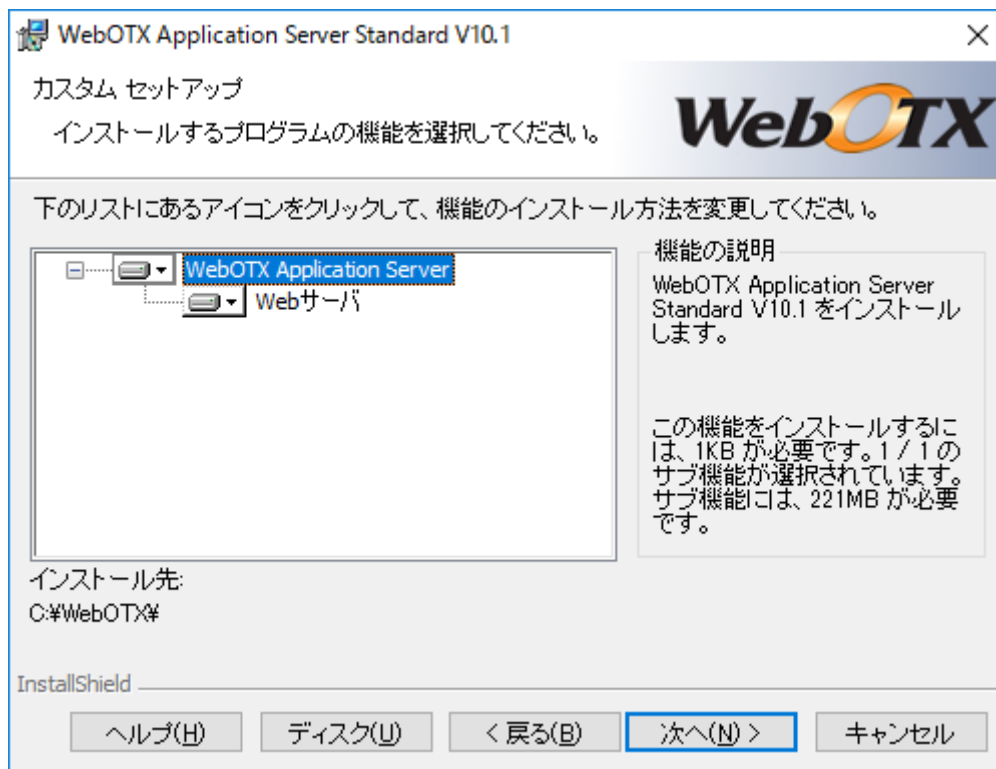 WebOTX Application Server Standard V10.1
カスタム セットアップ
インストールするプログラムの機能を選択してください。
WebOTX
下のリストにあるアイコンをクリックして、機能のインストール方法を変更してください。
WebOTX Application Server
Webサーバ
機能の説明
WebOTX Application Server
Standard V10.1 をインストール
します。
この機能をインストールするに
は、1KB が必要です。1 / 1 の
サブ機能が選択されています。
サブ機能には、221MB が必要
です。
インストール先:
C:¥WebOTX¥
InstallShield
ヘルプ(H)
ディスク(U)
< 戻る(B)
次へ(N) >
キャンセル